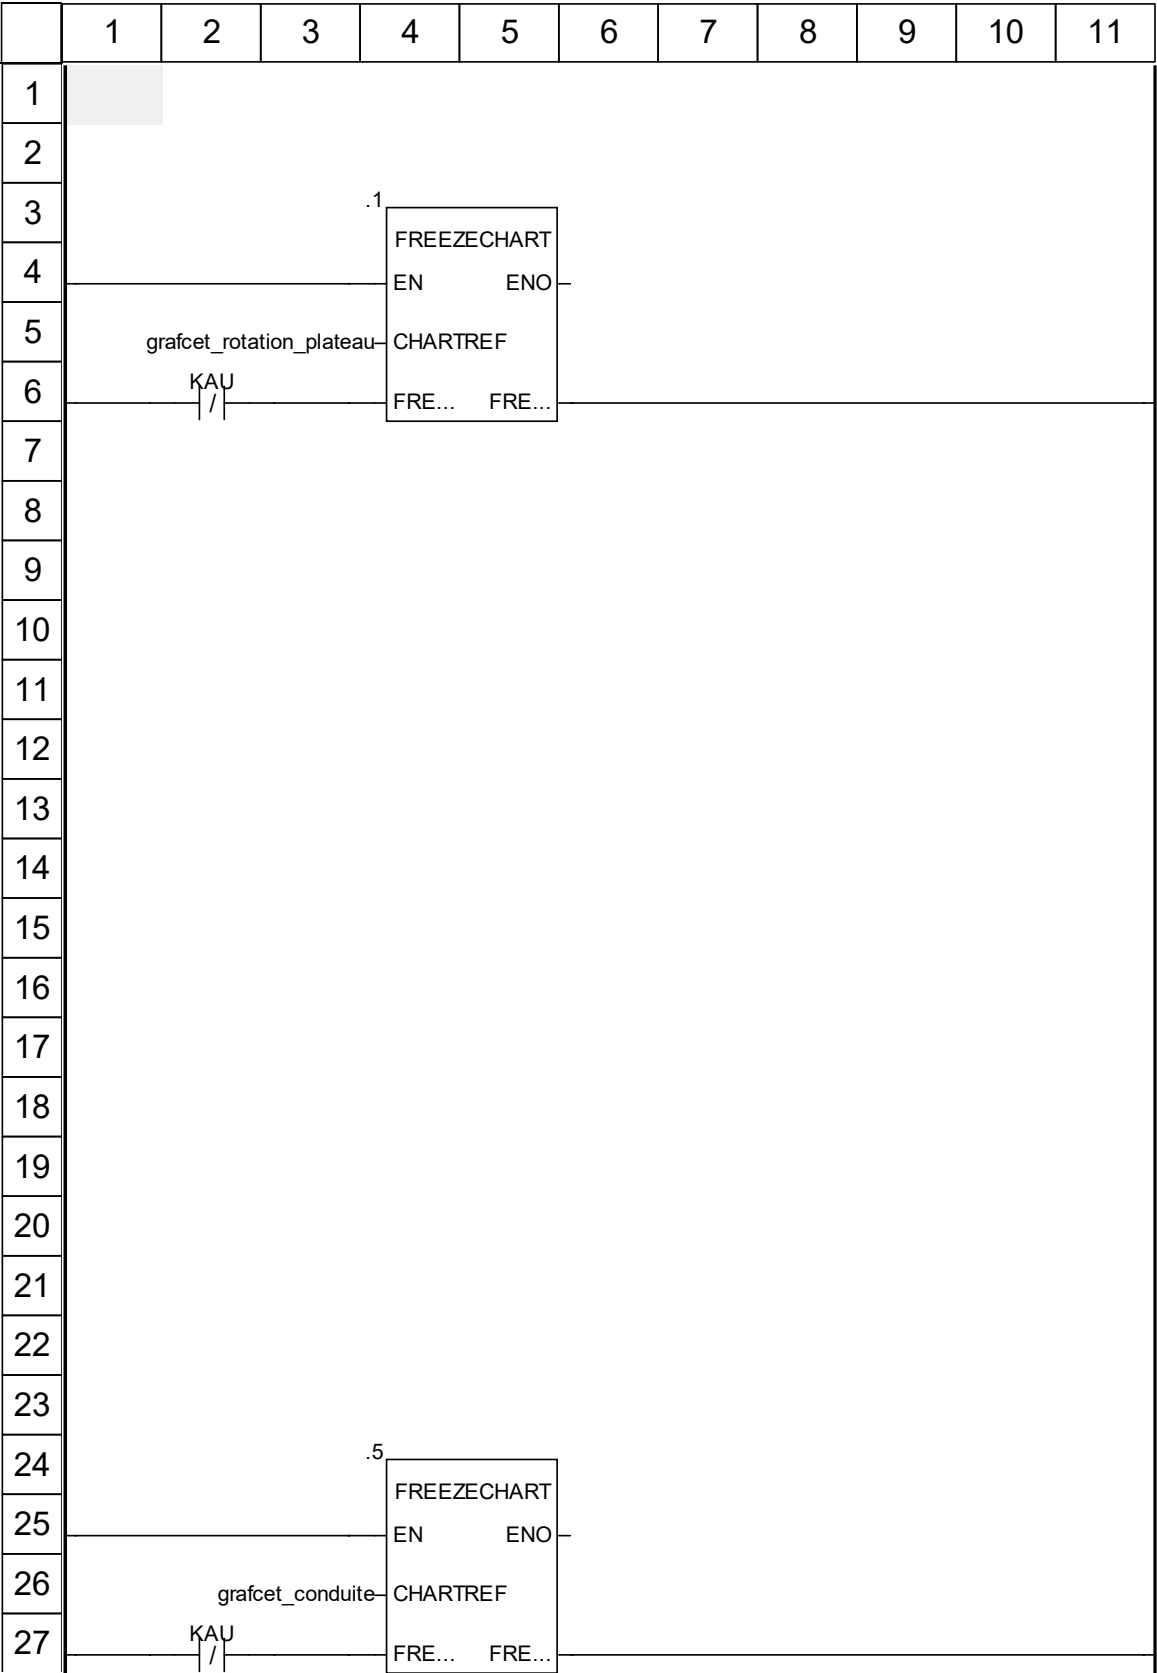 1 2 3 4 5 6 7 8 9 10 11
1
2
3 .1
FREEZECHART
4 EN ENO
5 grafcet_rotation_plateau CHARTREF
KAU
6 / FRE... FRE...
7
8
9
10
11
12
13
14
15
16
17
18
19
20
21
22
23
24 .5
FREEZECHART
25 EN ENO
26 grafcet_conduite CHARTREF
KAU
27 / FRE... FRE...